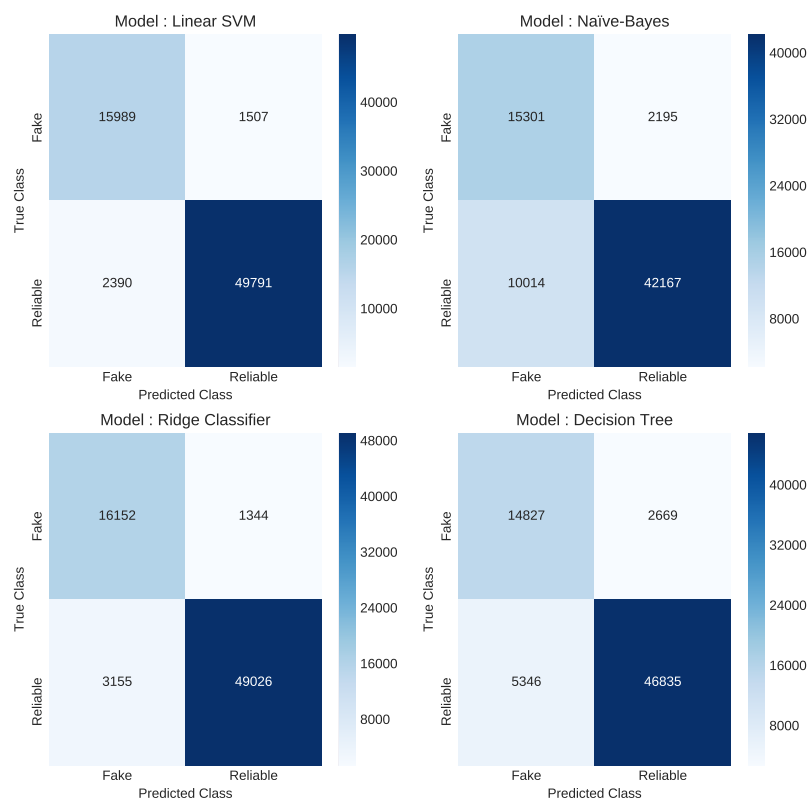 Model : Linear SVM
Fake
15989
1507
40000
30000
True Class
20000
Reliable
2390
49791
10000
Fake
Reliable
Predicted Class
Model : Naïve-Bayes
40000
Fake
15301
2195
32000
True Class
24000
16000
Reliable
10014
42167
8000
Fake
Reliable
Predicted Class
Model : Ridge Classifier
48000
40000
Fake
16152
1344
32000
True Class
24000
16000
Reliable
3155
49026
8000
Fake
Reliable
Predicted Class
Model : Decision Tree
40000
Fake
14827
2669
32000
True Class
24000
16000
Reliable
5346
46835
8000
Fake
Reliable
Predicted Class